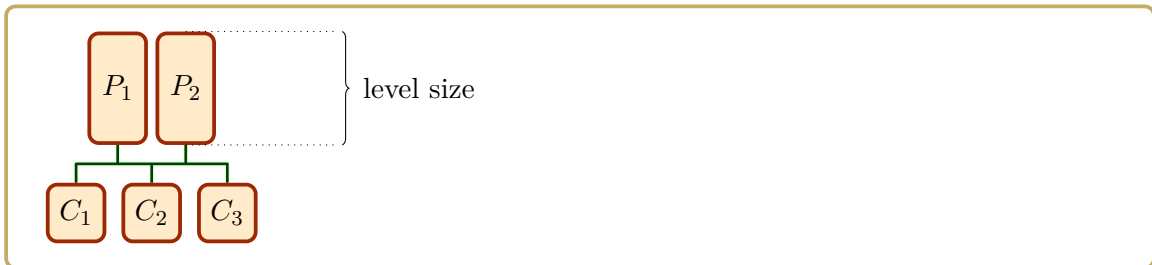 P₁ P₂ level size
C₁ C₂ C₃